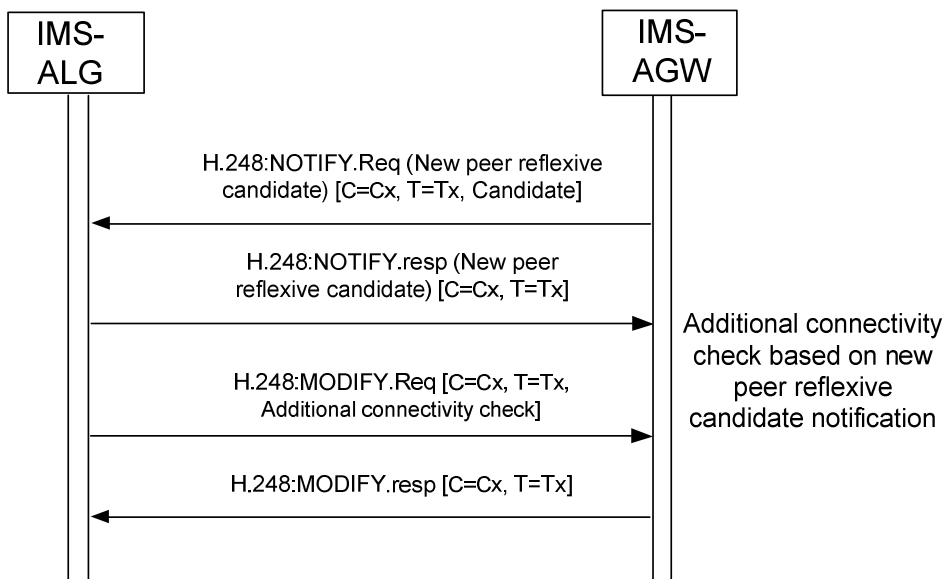 IMS-
ALG
IMS-
AGW
H.248:NOTIFY.Req (New peer reflexive
candidate) [C=Cx, T=Tx, Candidate]
H.248:NOTIFY.resp (New peer
reflexive candidate) [C=Cx, T=Tx]
H.248:MODIFY.Req [C=Cx, T=Tx,
Additional connectivity check]
H.248:MODIFY.resp [C=Cx, T=Tx]
Additional connectivity
check based on new
peer reflexive
candidate notification